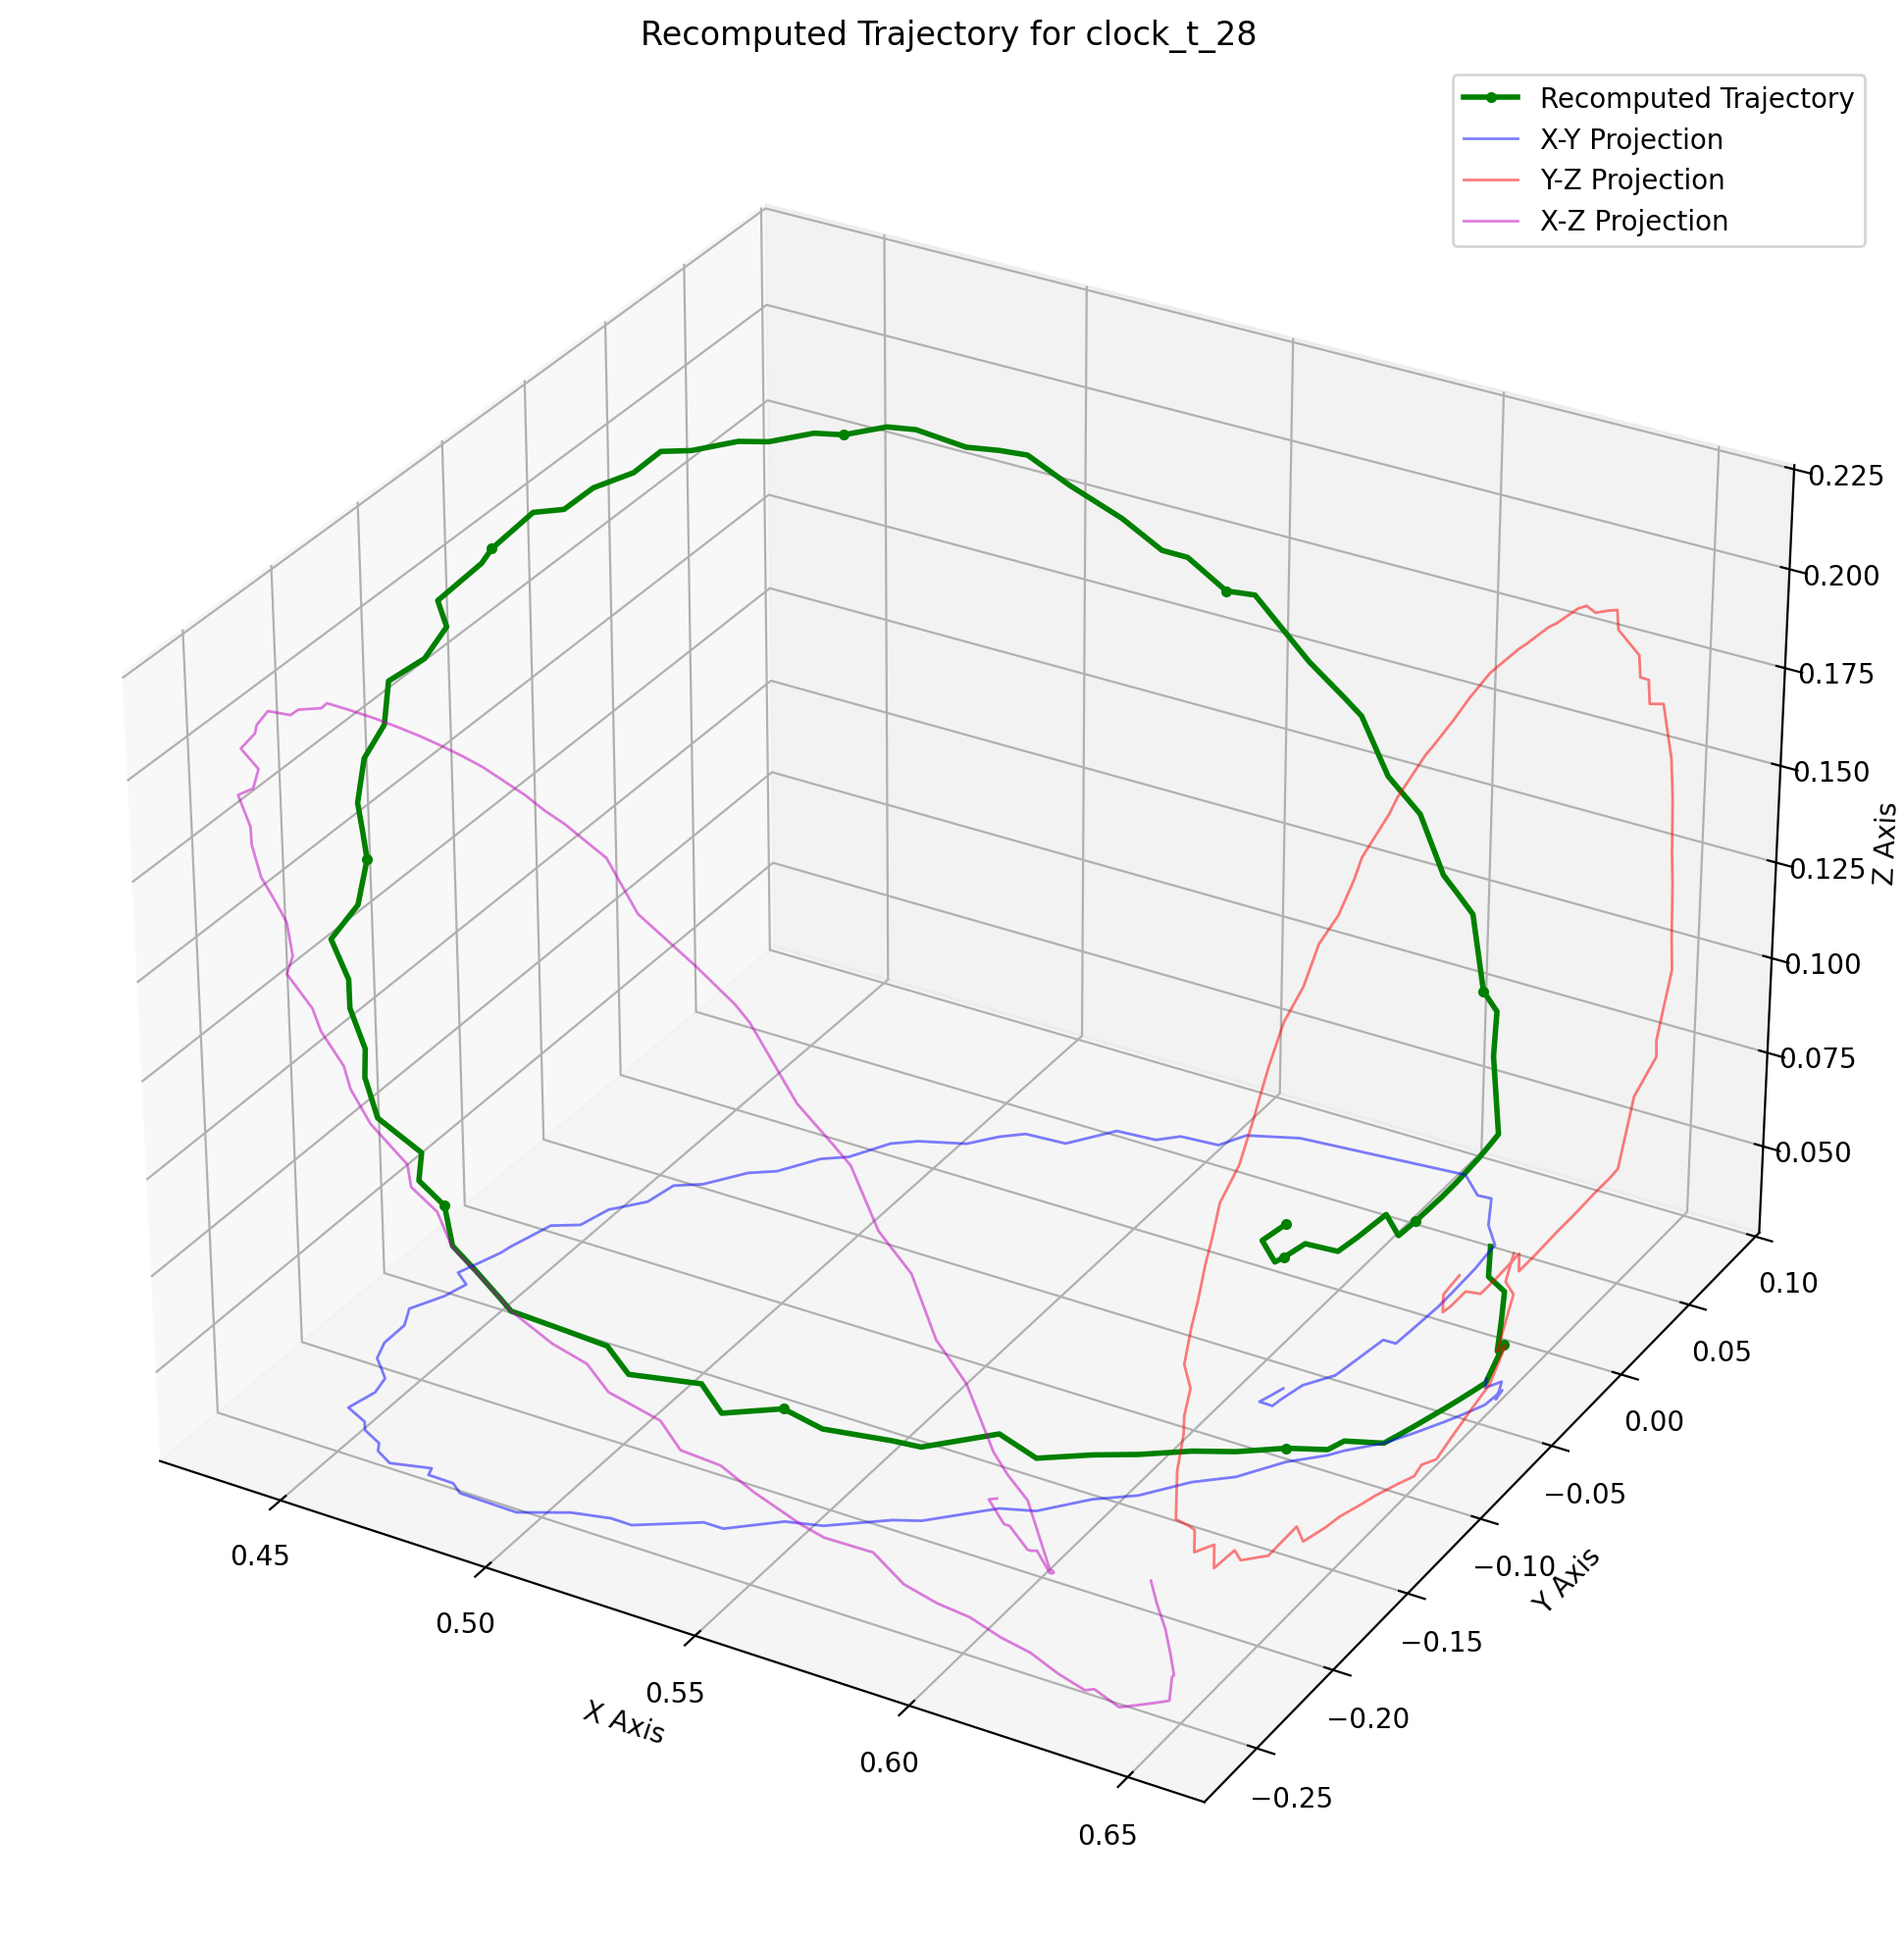 Recomputed Trajectory for clock_t_28
Recomputed Trajectory
X-Y Projection
Y-Z Projection
X-Z Projection
0.225
0.200
0.175
0.150
0.125
0.100
0.075
0.050
Z Axis
0.10
0.05
0.00
−0.05
−0.10
−0.15
−0.20
−0.25
Y Axis
0.45
0.50
0.55
0.60
0.65
X Axis